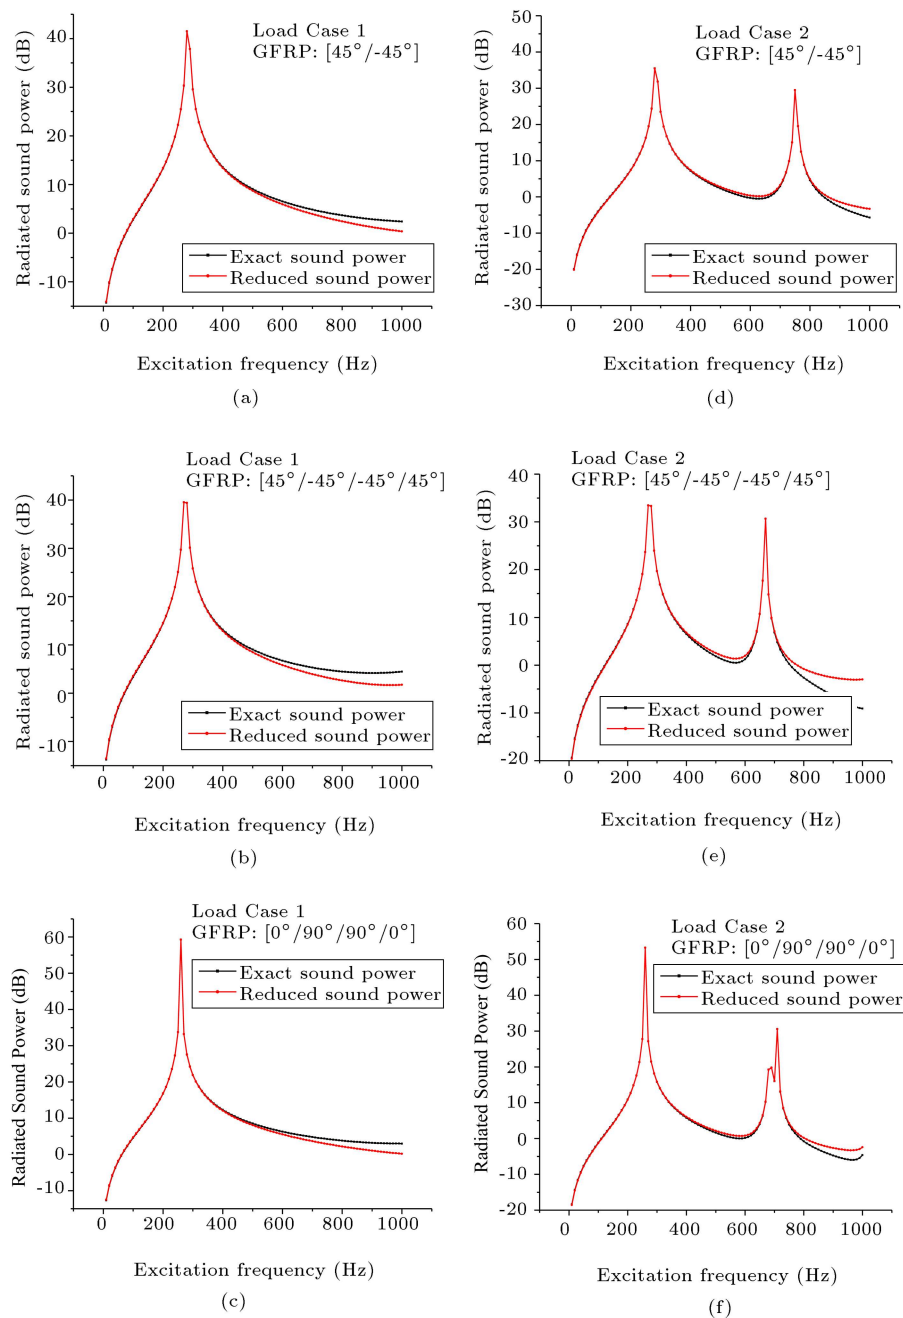 Load Case 1
GFRP: [45°/-45°]
Radiated sound power (dB)
40
30
20
10
0
-10
Exact sound power
Reduced sound power
0 200 400 600 800 1000
Excitation frequency (Hz)
(a)
Load Case 2
GFRP: [45°/-45°]
Radiated sound power (dB)
50
40
30
20
10
0
-10
-20
-30
Exact sound power
Reduced sound power
0 200 400 600 800 1000
Excitation frequency (Hz)
(d)
Load Case 1
GFRP: [45°/-45°/-45°/45°]
Radiated sound power (dB)
40
30
20
10
0
-10
Exact sound power
Reduced sound power
0 200 400 600 800 1000
Excitation frequency (Hz)
(b)
Load Case 2
GFRP: [45°/-45°/-45°/45°]
Radiated sound power (dB)
40
30
20
10
0
-10
-20
Exact sound power
Reduced sound power
0 200 400 600 800 1000
Excitation frequency (Hz)
(e)
Load Case 1
GFRP: [0°/90°/90°/0°]
Radiated Sound Power (dB)
60
50
40
30
20
10
0
-10
Exact sound power
Reduced sound power
0 200 400 600 800 1000
Excitation frequency (Hz)
(c)
Load Case 2
GFRP: [0°/90°/90°/0°]
Radiated Sound Power (dB)
60
50
40
30
20
10
0
-10
-20
Exact sound power
Reduced sound power
0 200 400 600 800 1000
Excitation frequency (Hz)
(f)